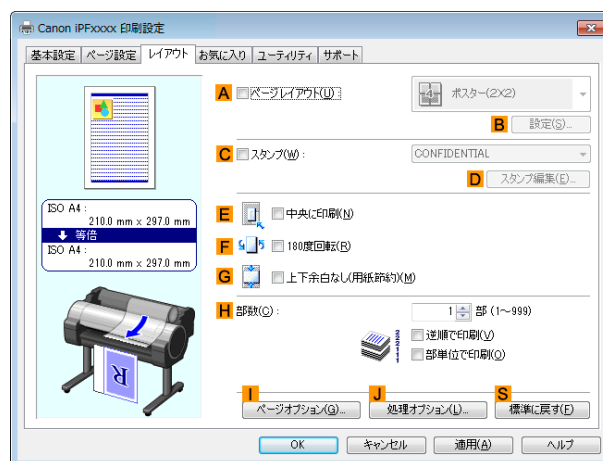 Canon iPFxxxx 印刷設定
基本設定 ページ設定 レイアウト お気に入り ユーティリティ サポート
A ページレイアウト(U): 4 ポスター(2×2)
B 設定(S)...
C スタンプ(W): CONFIDENTIAL
D スタンプ編集(E)...
ISO A4:
210.0 mm × 297.0 mm
等倍
ISO A4:
210.0 mm × 297.0 mm
E 中央に印刷(N)
F 180度回転(R)
G 上下余白なし(用紙節約)(M)
H 部数(C): 1 部 (1~999)
逆順で印刷(V)
部単位で印刷(O)
222111
R
I J S
ページオプション(G)... 処理オプション(L)... 標準に戻す(F)
OK キャンセル 適用(A) ヘルプ